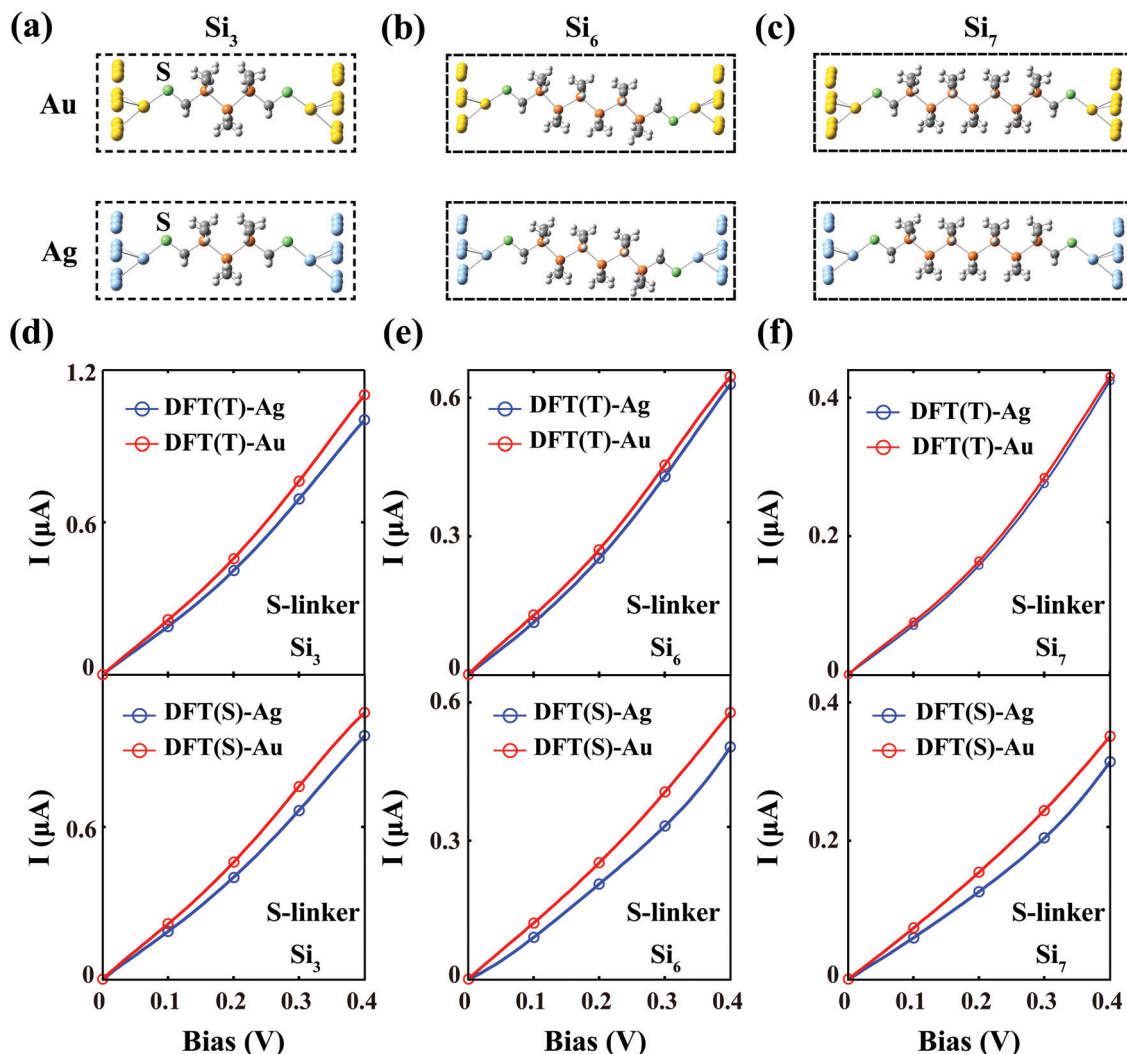 (a) Si3 (b) Si6 (c) Si7
Au
S
Ag
S
(d) (e) (f)
1.2
0.6
0
I (μA)
DFT(T)-Ag
DFT(T)-Au
S-linker
Si3
0.6
0.3
0
I (μA)
DFT(T)-Ag
DFT(T)-Au
S-linker
Si6
0.4
0.2
0
I (μA)
DFT(T)-Ag
DFT(T)-Au
S-linker
Si7
0.6
0
I (μA)
DFT(S)-Ag
DFT(S)-Au
S-linker
Si3
0 0.1 0.2 0.3 0.4
Bias (V)
0.6
0.3
0
I (μA)
DFT(S)-Ag
DFT(S)-Au
S-linker
Si6
0 0.1 0.2 0.3 0.4
Bias (V)
0.4
0.2
0
I (μA)
DFT(S)-Ag
DFT(S)-Au
S-linker
Si7
0 0.1 0.2 0.3 0.4
Bias (V)